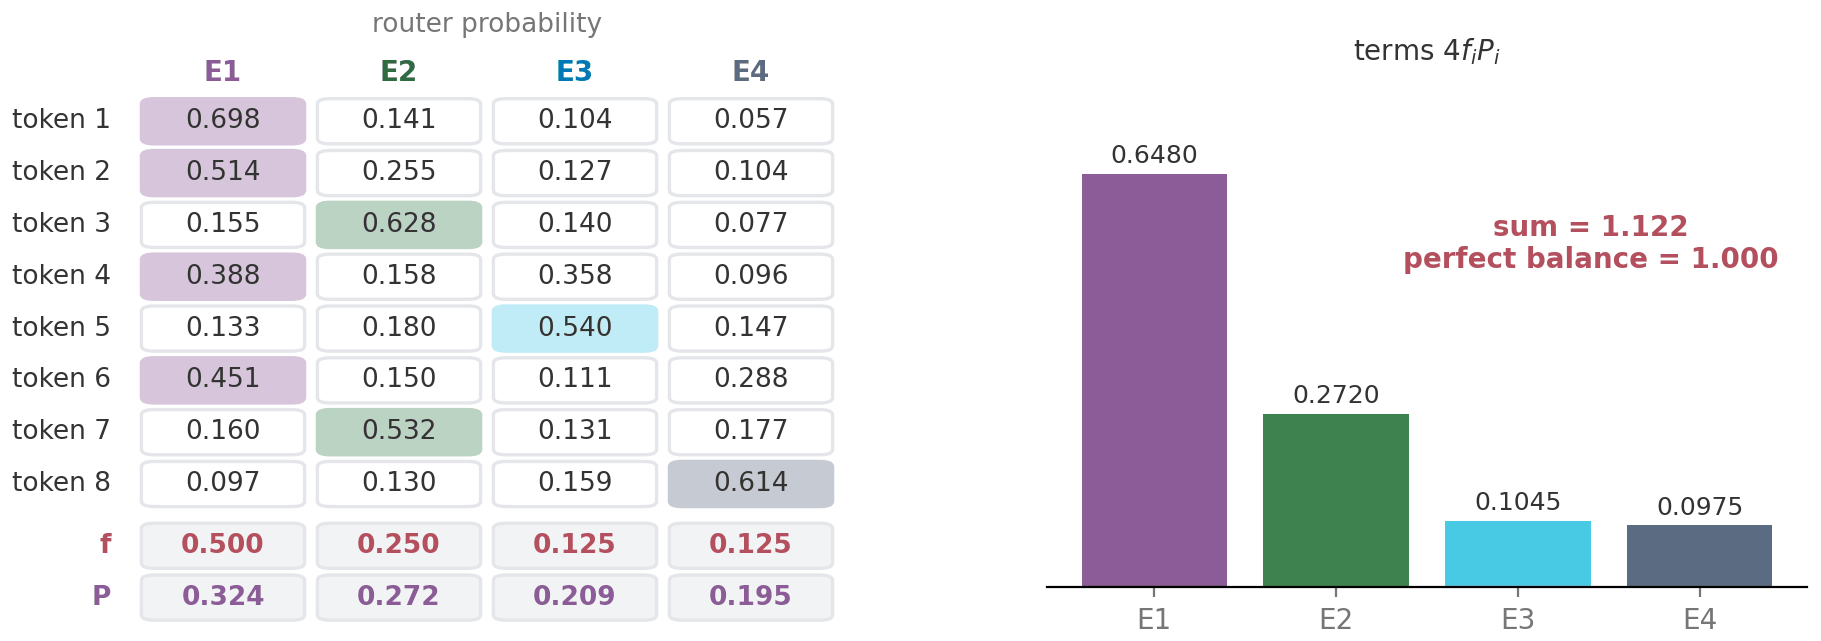 router probability
E1 E2 E3 E4
token 1 0.698 0.141 0.104 0.057
token 2 0.514 0.255 0.127 0.104
token 3 0.155 0.628 0.140 0.077
token 4 0.388 0.158 0.358 0.096
token 5 0.133 0.180 0.540 0.147
token 6 0.451 0.150 0.111 0.288
token 7 0.160 0.532 0.131 0.177
token 8 0.097 0.130 0.159 0.614
f 0.500 0.250 0.125 0.125
P 0.324 0.272 0.209 0.195
terms 4fᵢPᵢ
0.6480
sum = 1.122
perfect balance = 1.000
0.2720
0.1045
0.0975
E1 E2 E3 E4